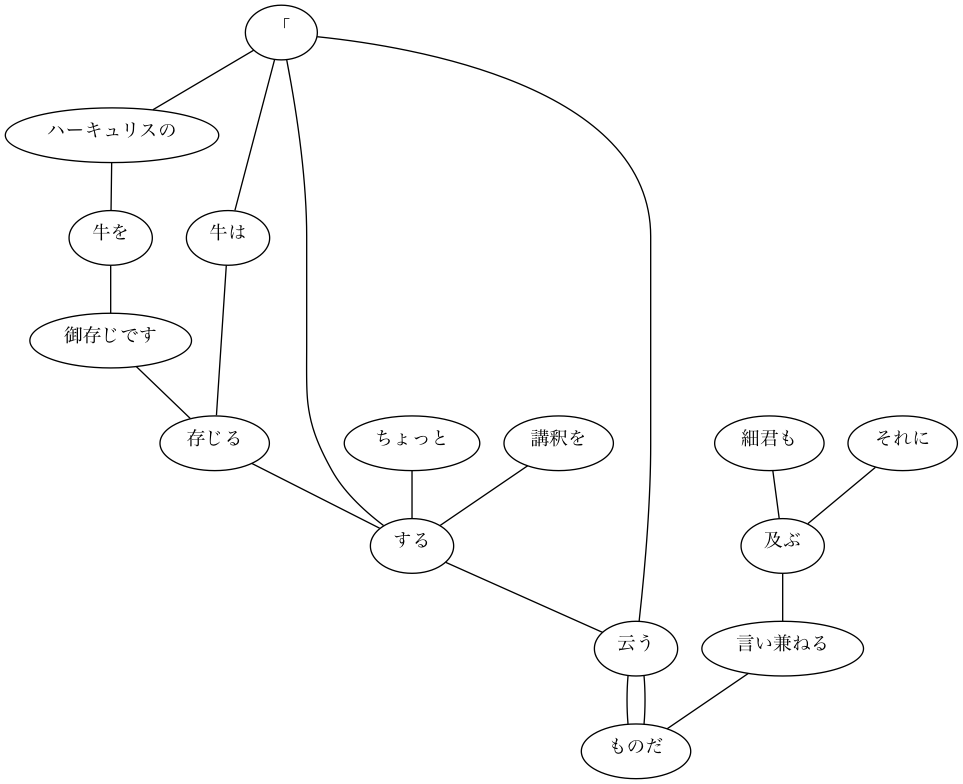 「
ハーキュリスの
牛を
牛は
御存じです
存じる
ちょっと
講釈を
細君も
それに
する
及ぶ
云う
言い兼ねる
ものだ